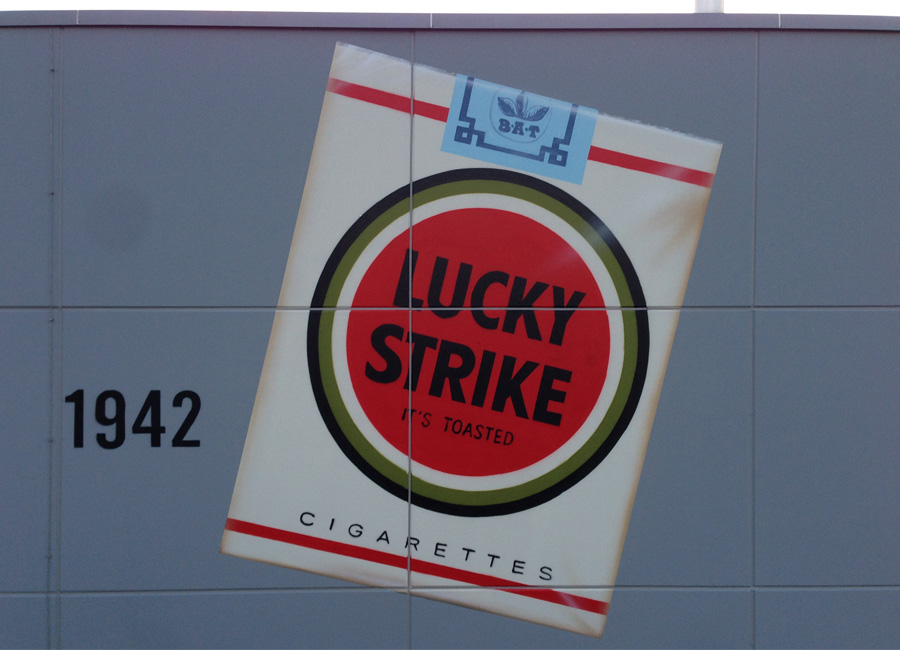 B·A·T
LUCKY
STRIKE
IT'S TOASTED
1942
CIGARETTES